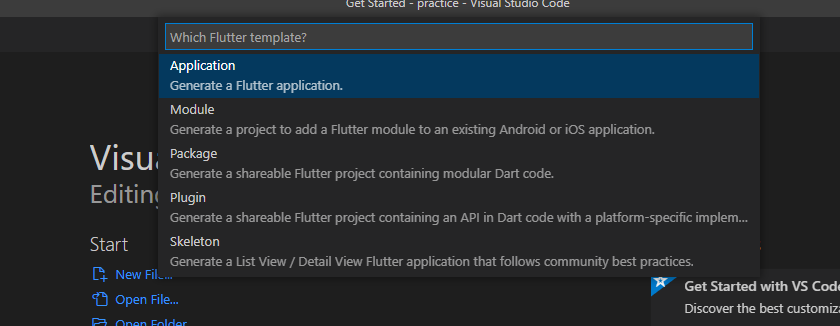 Get Started - practice - Visual Studio Code
Which Flutter template?
Application
Generate a Flutter application.
Module
Generate a project to add a Flutter module to an existing Android or iOS application.
Package
Generate a shareable Flutter project containing modular Dart code.
Plugin
Generate a shareable Flutter project containing an API in Dart code with a platform-specific implem...
Skeleton
Generate a List View / Detail View Flutter application that follows community best practices.
Visua
Editing
Start
New File...
Open File...
Open Folder
Get Started with VS Code
Discover the best customiza